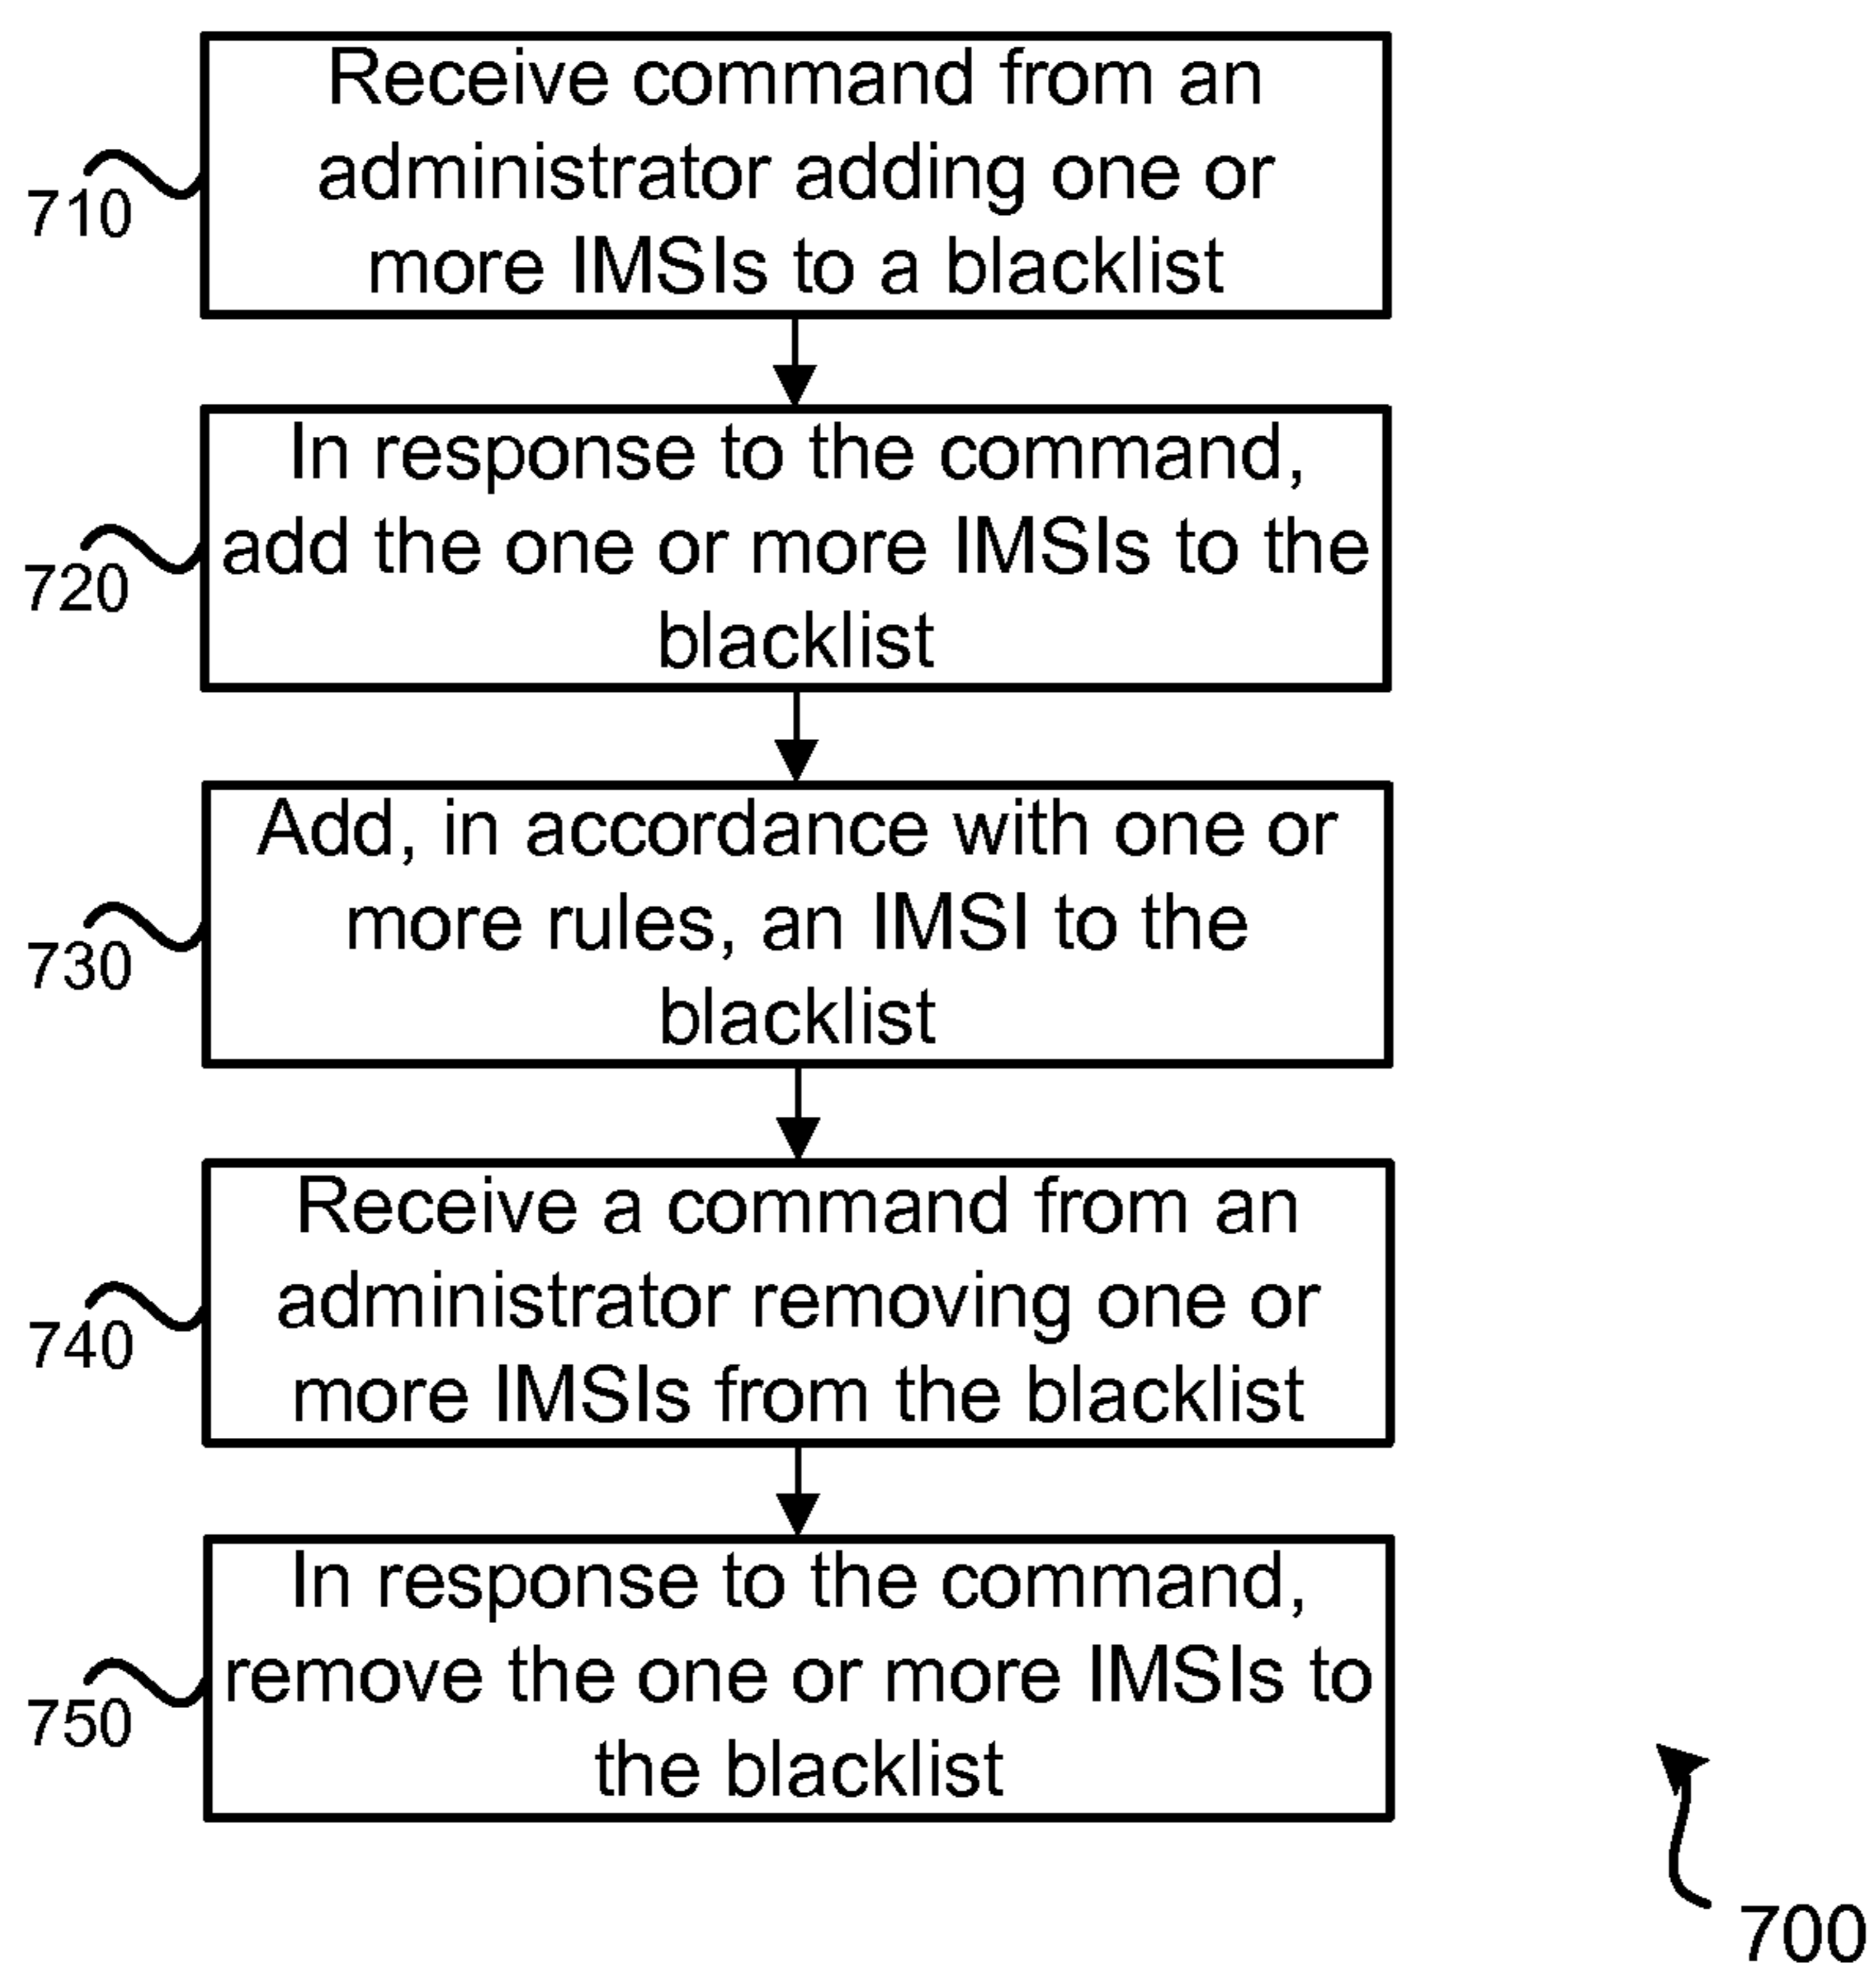 Receive command from an
administrator adding one or
more IMSIs to a blacklist
710
In response to the command,
add the one or more IMSIs to the
blacklist
720
Add, in accordance with one or
more rules, an IMSI to the
blacklist
730
Receive a command from an
administrator removing one or
more IMSIs from the blacklist
740
In response to the command,
remove the one or more IMSIs to
the blacklist
750
700